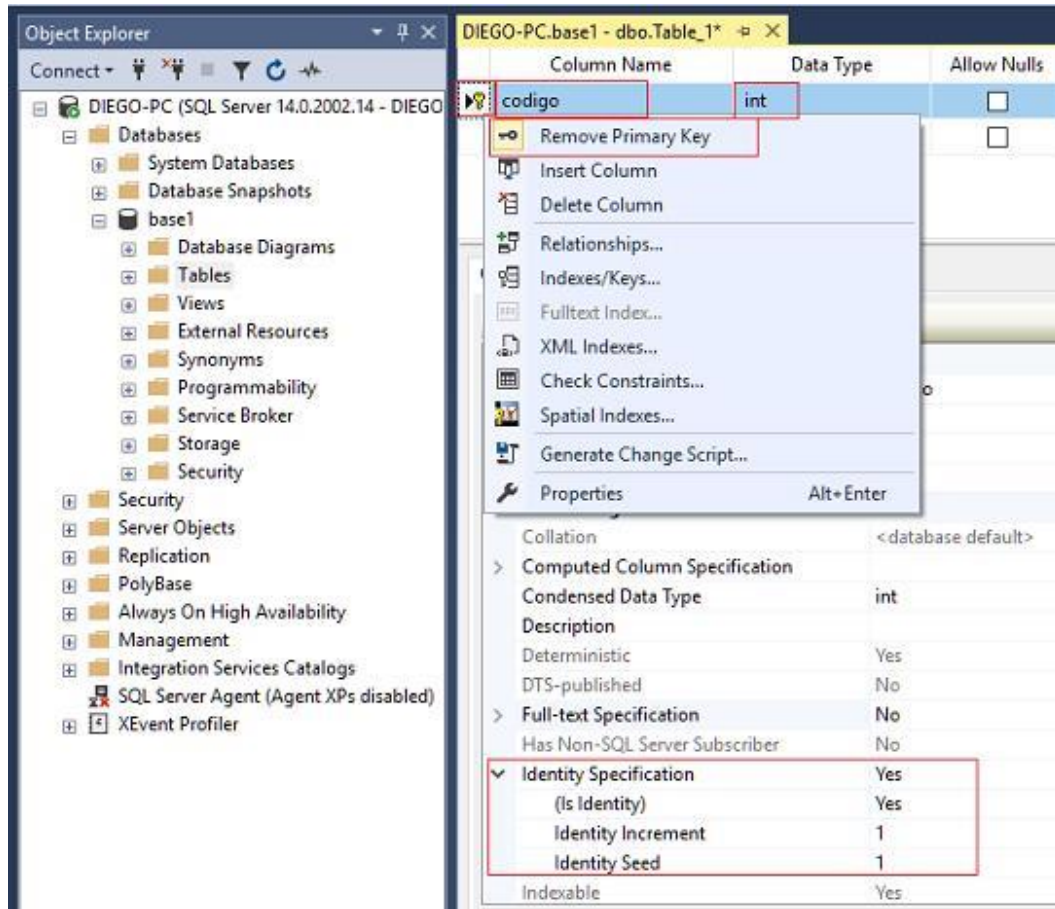 Object Explorer
Connect
DIEGO-PC (SQL Server 14.0.2002.14 - DIEGO
Databases
System Databases
Database Snapshots
base1
Database Diagrams
Tables
Views
External Resources
Synonyms
Programmability
Service Broker
Storage
Security
Security
Server Objects
Replication
PolyBase
Always On High Availability
Management
Integration Services Catalogs
SQL Server Agent (Agent XPs disabled)
XEvent Profiler
DIEGO-PC.base1 - dbo.Table_1*
Column Name Data Type Allow Nulls
codigo int
Remove Primary Key
Insert Column
Delete Column
Relationships...
Indexes/Keys...
Fulltext Index...
XML Indexes...
Check Constraints...
Spatial Indexes...
Generate Change Script...
Properties Alt+Enter
Collation <database default>
Computed Column Specification
Condensed Data Type int
Description
Deterministic Yes
DTS-published No
Full-text Specification No
Has Non-SQL Server Subscriber No
Identity Specification Yes
(Is Identity) Yes
Identity Increment 1
Identity Seed 1
Indexable Yes